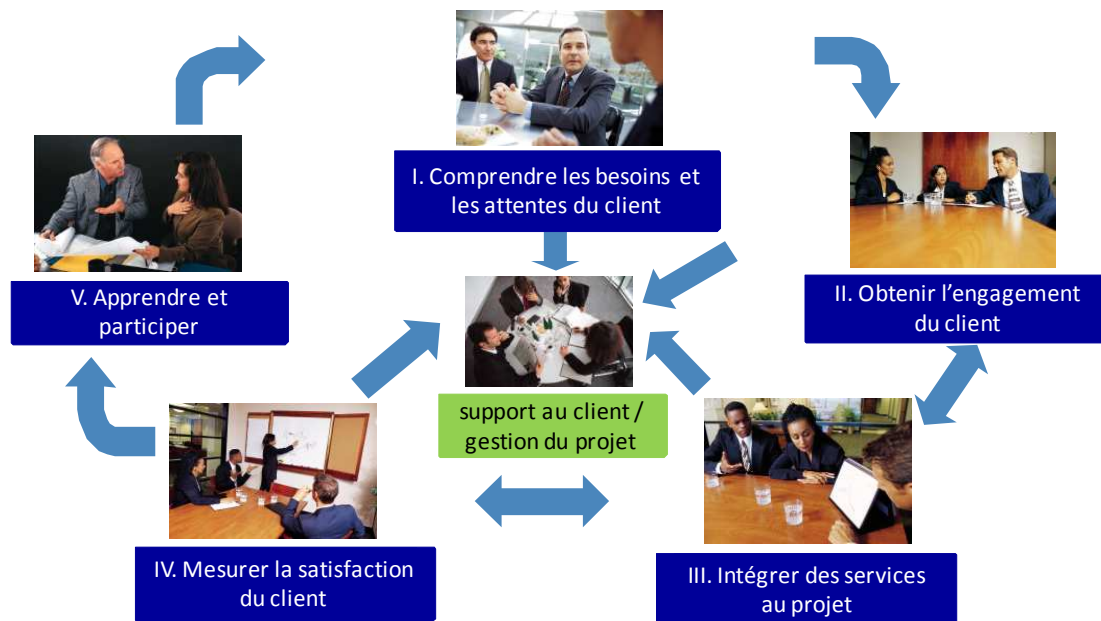 I. Comprendre les besoins et
les attentes du client
II. Obtenir l’engagement
du client
III. Intégrer des services
au projet
IV. Mesurer la satisfaction
du client
V. Apprendre et
participer
support au client /
gestion du projet